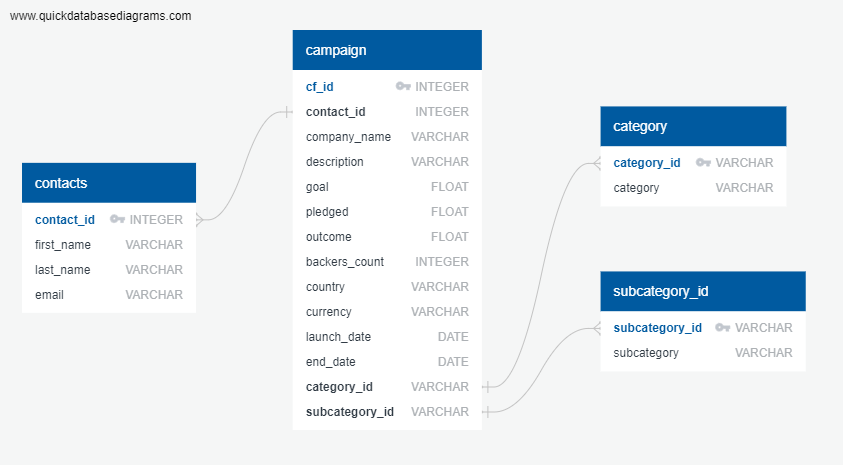 www.quickdatabasediagrams.com
campaign
cf_id INTEGER
contact_id INTEGER
company_name VARCHAR
description VARCHAR
goal FLOAT
pledged FLOAT
outcome FLOAT
backers_count INTEGER
country VARCHAR
currency VARCHAR
launch_date DATE
end_date DATE
category_id VARCHAR
subcategory_id VARCHAR
contacts
contact_id INTEGER
first_name VARCHAR
last_name VARCHAR
email VARCHAR
category
category_id VARCHAR
category VARCHAR
subcategory_id
subcategory_id VARCHAR
subcategory VARCHAR